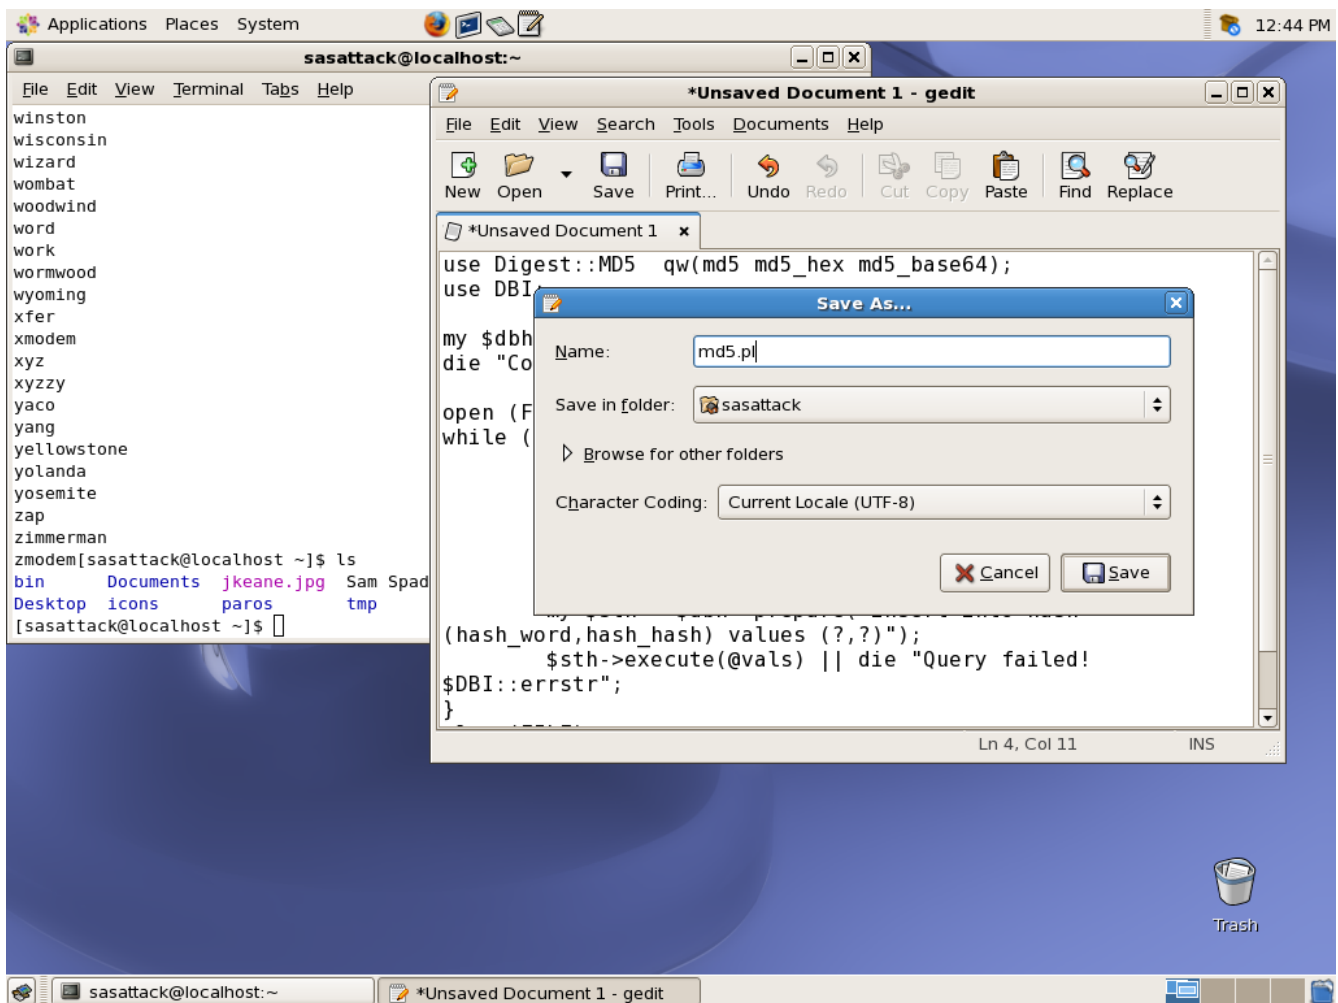 Applications Places System
12:44 PM
sasattack@localhost:~
File Edit View Terminal Tabs Help
winston
wisconsin
wizard
wombat
woodwind
word
work
wormwood
wyoming
xfer
xmodem
xyz
xyzzy
yaco
yang
yellowstone
yolanda
yosemite
zap
zimmerman
zmodem[sasattack@localhost ~]$ ls
bin Documents jkeane.jpg Sam Spad
Desktop icons paros tmp
[sasattack@localhost ~]$
*Unsaved Document 1 - gedit
File Edit View Search Tools Documents Help
New Open Save Print... Undo Redo Cut Copy Paste Find Replace
*Unsaved Document 1
use Digest::MD5 qw(md5 md5_hex md5_base64);
use DBI;
my $dbh
die "Co
open (F
while (
Save As...
Name: md5.pl
Save in folder: sasattack
Browse for other folders
Character Coding: Current Locale (UTF-8)
Cancel Save
(hash_word,hash_hash) values (?,?)");
$sth->execute(@vals) || die "Query failed!
$DBI::errstr";
}
Ln 4, Col 11 INS
Trash
sasattack@localhost:~
*Unsaved Document 1 - gedit